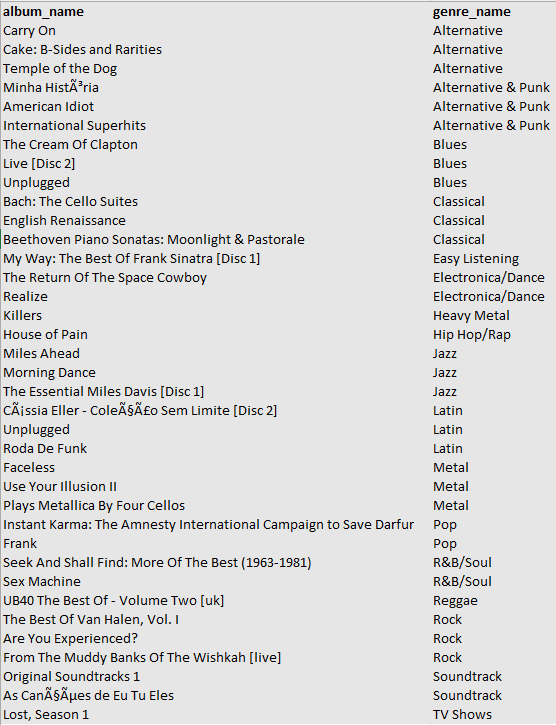 album_name genre_name
Carry On Alternative
Cake: B-Sides and Rarities Alternative
Temple of the Dog Alternative
Minha HistÃ³ria Alternative & Punk
American Idiot Alternative & Punk
International Superhits Alternative & Punk
The Cream Of Clapton Blues
Live [Disc 2] Blues
Unplugged Blues
Bach: The Cello Suites Classical
English Renaissance Classical
Beethoven Piano Sonatas: Moonlight & Pastorale Classical
My Way: The Best Of Frank Sinatra [Disc 1] Easy Listening
The Return Of The Space Cowboy Electronica/Dance
Realize Electronica/Dance
Killers Heavy Metal
House of Pain Hip Hop/Rap
Miles Ahead Jazz
Morning Dance Jazz
The Essential Miles Davis [Disc 1] Jazz
CÃ¡ssia Eller - ColeÃ§Ã£o Sem Limite [Disc 2] Latin
Unplugged Latin
Roda De Funk Latin
Faceless Metal
Use Your Illusion II Metal
Plays Metallica By Four Cellos Metal
Instant Karma: The Amnesty International Campaign to Save Darfur Pop
Frank Pop
Seek And Shall Find: More Of The Best (1963-1981) R&B/Soul
Sex Machine R&B/Soul
UB40 The Best Of - Volume Two [uk] Reggae
The Best Of Van Halen, Vol. I Rock
Are You Experienced? Rock
From The Muddy Banks Of The Wishkah [live] Rock
Original Soundtracks 1 Soundtrack
As CanÃ§Ãµes de Eu Tu Eles Soundtrack
Lost, Season 1 TV Shows